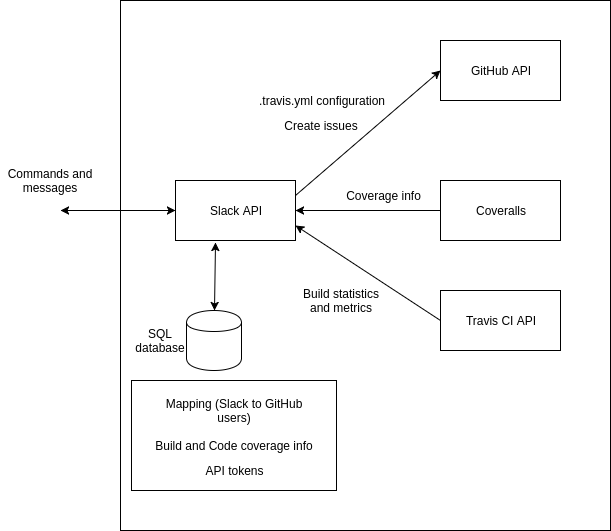 GitHub API
.travis.yml configuration
Create issues
Commands and
messages
Slack API
Coverage info
Coveralls
Build statistics
and metrics
Travis CI API
SQL
database
Mapping (Slack to GitHub
users)
Build and Code coverage info
API tokens